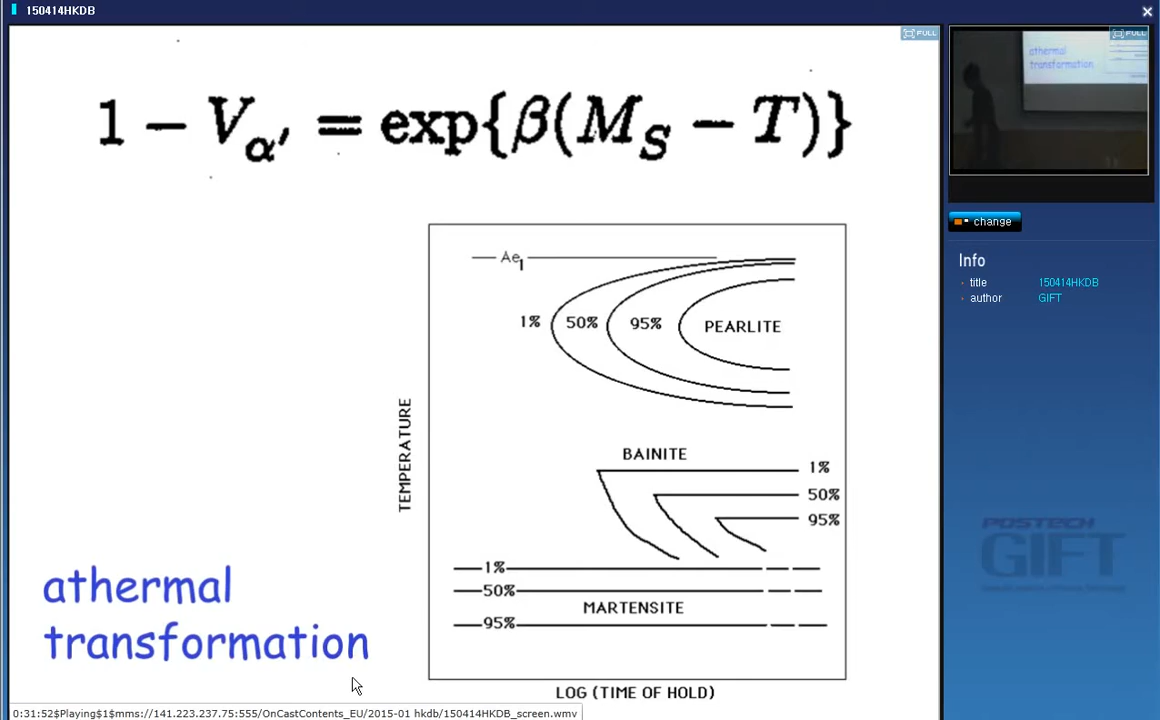 150414HKDB
FULL
1 − V_α′ = exp{β(M_S − T)}
Ae1
1% 50% 95% PEARLITE
TEMPERATURE
BAINITE
1%
50%
95%
1%
50%
MARTENSITE
95%
LOG (TIME OF HOLD)
athermal
transformation
0:31:52$Playing$1$mms://141.223.237.75:555/OnCastContents_EU/2015-01 hkdb/150414HKDB_screen.wmv
FULL
athermal
transformation
change
Info
title 150414HKDB
author GIFT
POSTECH
GIFT